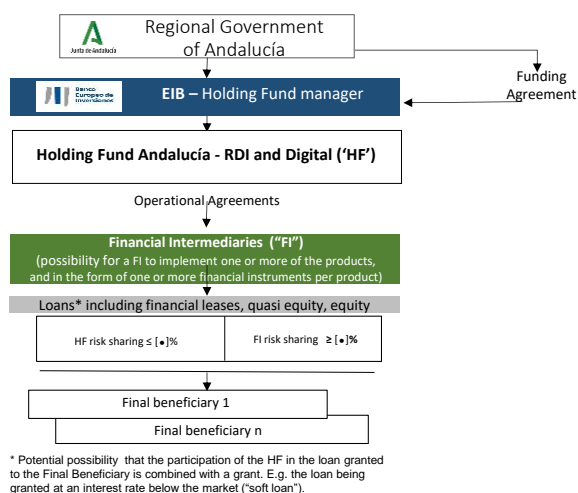 Junta de Andalucía
Regional Government
of Andalucía
Funding
Agreement
Banco
Europeo de
Inversiones
EIB – Holding Fund manager
Holding Fund Andalucía - RDI and Digital ('HF')
Operational Agreements
Financial Intermediaries ("FI")
(possibility for a FI to implement one or more of the products,
and in the form of one or more financial instruments per product)
Loans* including financial leases, quasi equity, equity
HF risk sharing ≤ [•]%
FI risk sharing ≥ [•]%
Final beneficiary 1
Final beneficiary n
* Potential possibility that the participation of the HF in the loan granted
to the Final Beneficiary is combined with a grant. E.g. the loan being
granted at an interest rate below the market ("soft loan").